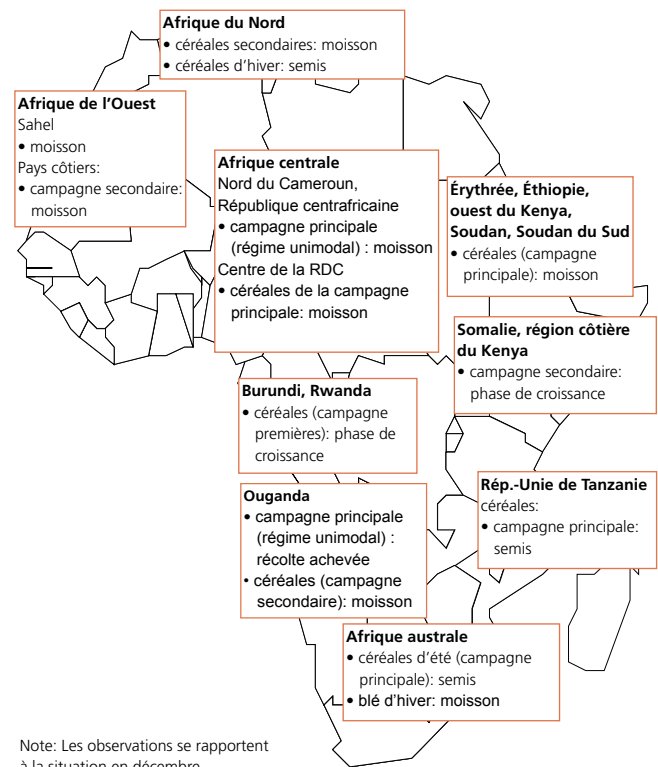 Afrique du Nord
• céréales secondaires: moisson
• céréales d'hiver: semis
Afrique de l'Ouest
Sahel
• moisson
Pays côtiers:
• campagne secondaire:
moisson
Afrique centrale
Nord du Cameroun,
République centrafricaine
• campagne principale
(régime unimodal) : moisson
Centre de la RDC
• céréales de la campagne
principale: moisson
Érythrée, Éthiopie,
ouest du Kenya,
Soudan, Soudan du Sud
• céréales (campagne
principale): moisson
Somalie, région côtière
du Kenya
• campagne secondaire:
phase de croissance
Burundi, Rwanda
• céréales (campagne
premières): phase de
croissance
Ouganda
• campagne principale
(régime unimodal) :
récolte achevée
• céréales (campagne
secondaire): moisson
Rép.-Unie de Tanzanie
céréales:
• campagne principale:
semis
Afrique australe
• céréales d'été (campagne
principale): semis
• blé d'hiver: moisson
Note: Les observations se rapportent
à la situation en décembre